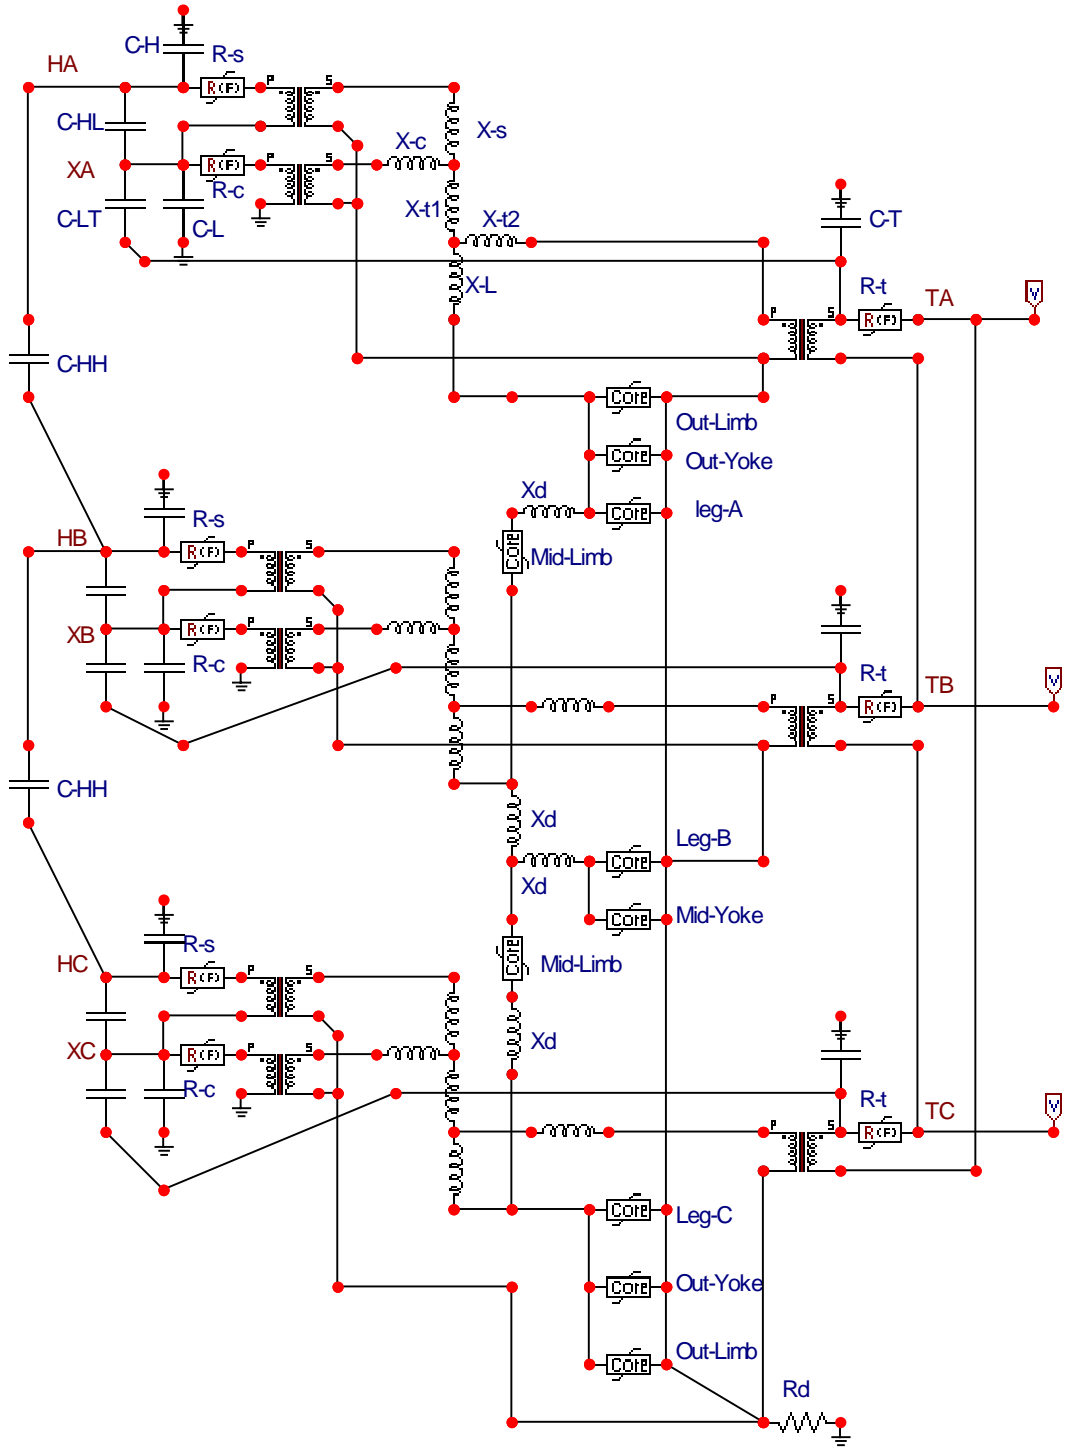 C-H
R-s
HA
P S
R(F)
C-HL
X-s
X-c
XA
P S
R(F)
R-c
C-LT
C-L
X-t1
X-t2
C-T
X-L
R-t
TA
V
P S
R(F)
C-HH
Core
Out-Limb
Core
Out-Yoke
Xd
Core
leg-A
R-s
HB
P S
R(F)
Core
Mid-Limb
XB
P S
R(F)
R-c
R-t
TB
V
P S
R(F)
C-HH
Xd
Leg-B
Core
Xd
Core
Mid-Yoke
R-s
HC
P S
R(F)
Core
Mid-Limb
XC
P S
R(F)
Xd
R-c
R-t
TC
V
P S
R(F)
Core
Leg-C
Core
Out-Yoke
Core
Out-Limb
Rd